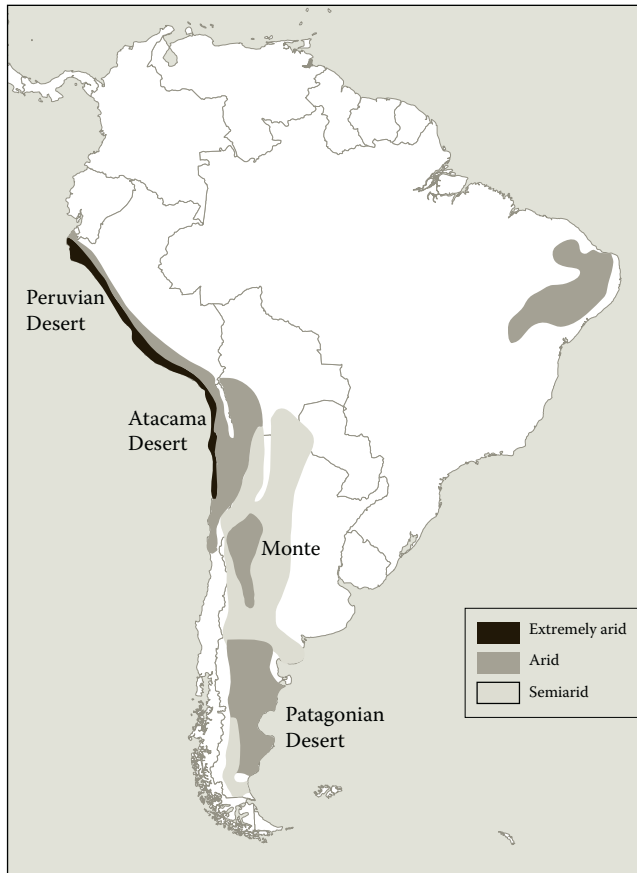 Peruvian
Desert
Atacama
Desert
Monte
Extremely arid
Arid
Semiarid
Patagonian
Desert